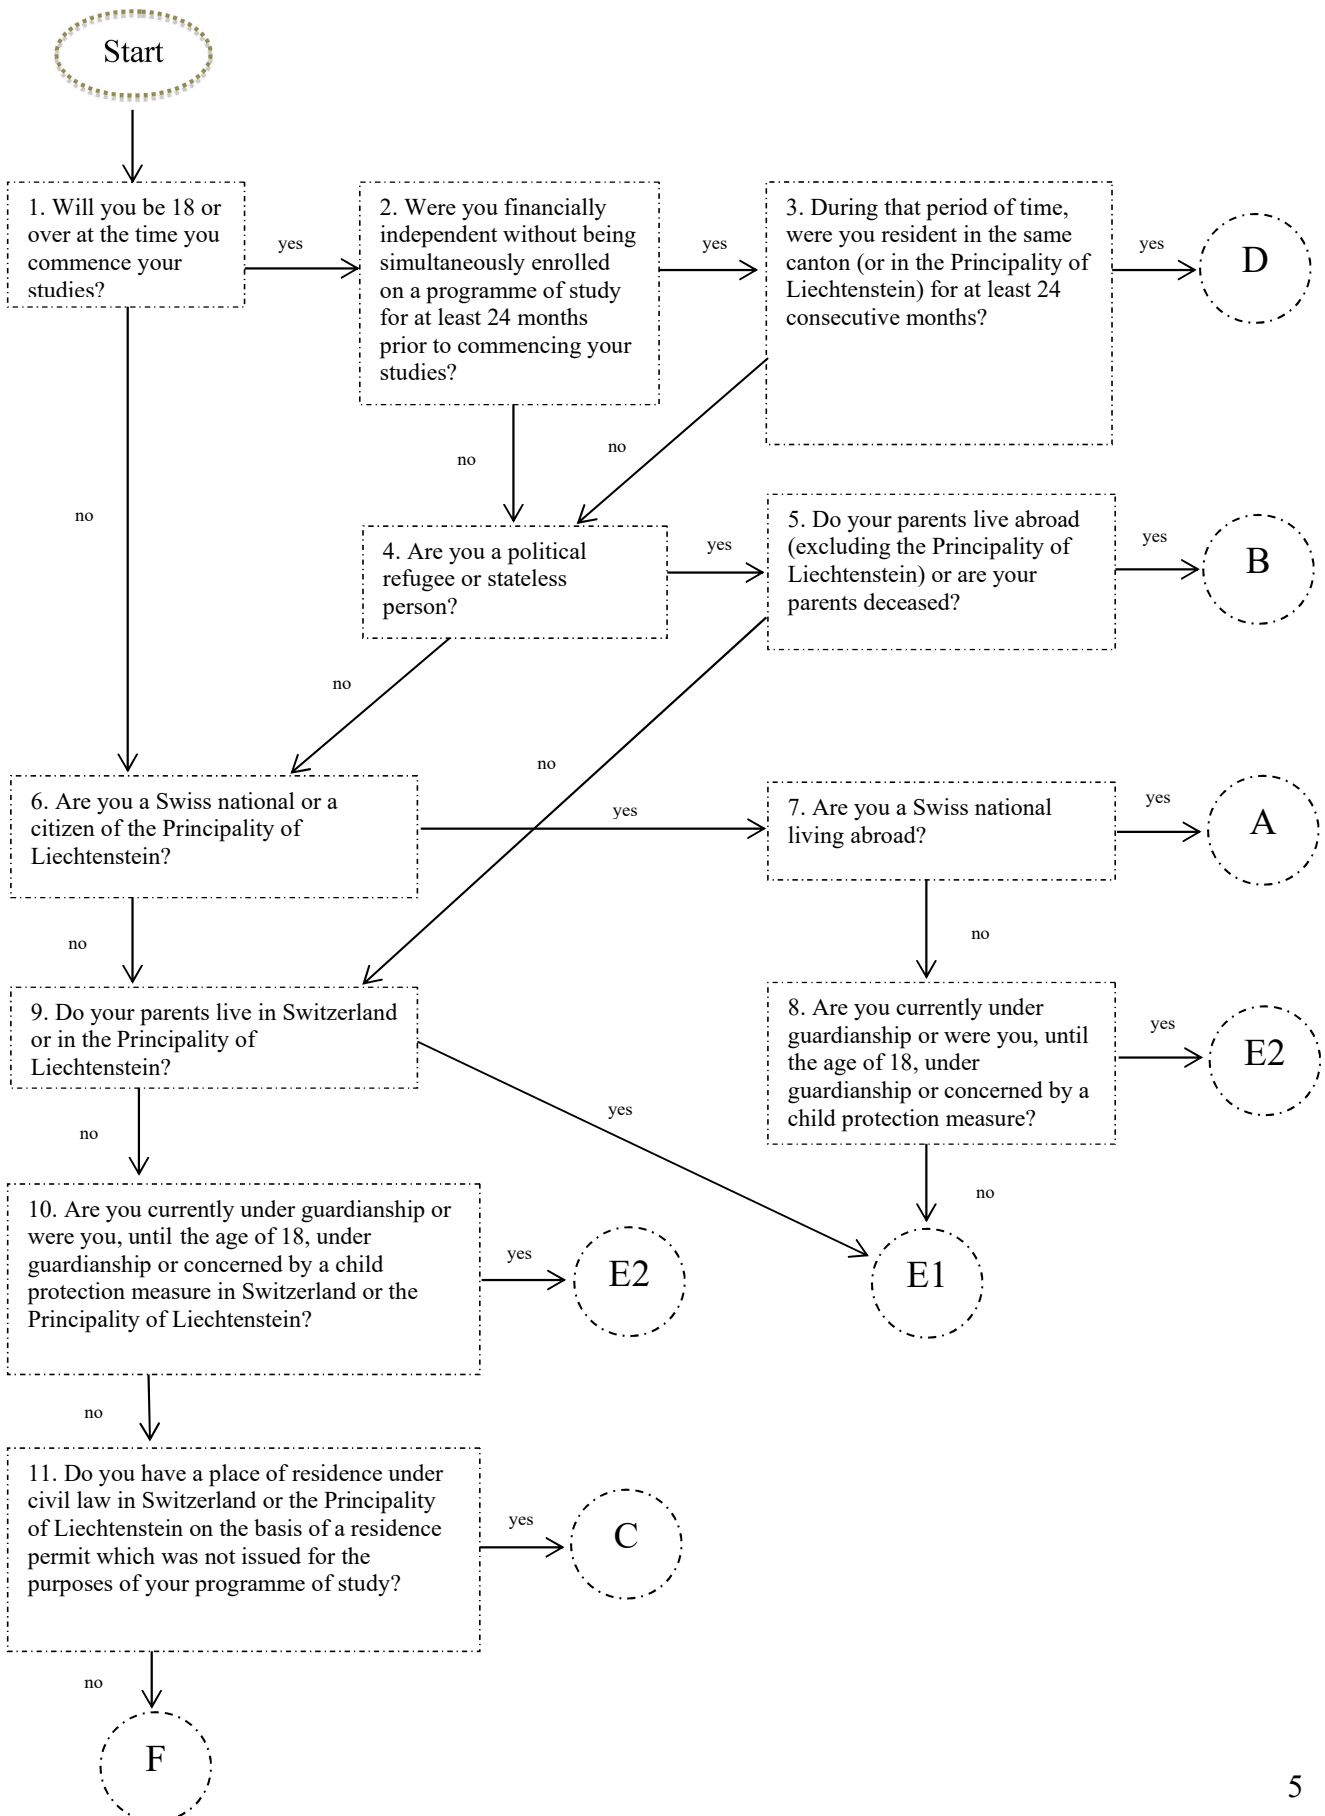 Start
1. Will you be 18 or
over at the time you
commence your
studies?
yes
2. Were you financially
independent without being
simultaneously enrolled
on a programme of study
for at least 24 months
prior to commencing your
studies?
yes
3. During that period of time,
were you resident in the same
canton (or in the Principality of
Liechtenstein) for at least 24
consecutive months?
yes
D
no
no
no
4. Are you a political
refugee or stateless
person?
yes
5. Do your parents live abroad
(excluding the Principality of
Liechtenstein) or are your
parents deceased?
yes
B
no
no
6. Are you a Swiss national or a
citizen of the Principality of
Liechtenstein?
yes
7. Are you a Swiss national
living abroad?
yes
A
no
no
9. Do your parents live in Switzerland
or in the Principality of
Liechtenstein?
8. Are you currently under
guardianship or were you, until
the age of 18, under
guardianship or concerned by a
child protection measure?
yes
E2
yes
no
no
10. Are you currently under guardianship or
were you, until the age of 18, under
guardianship or concerned by a child
protection measure in Switzerland or the
Principality of Liechtenstein?
yes
E2
E1
no
11. Do you have a place of residence under
civil law in Switzerland or the Principality
of Liechtenstein on the basis of a residence
permit which was not issued for the
purposes of your programme of study?
yes
C
no
F
5